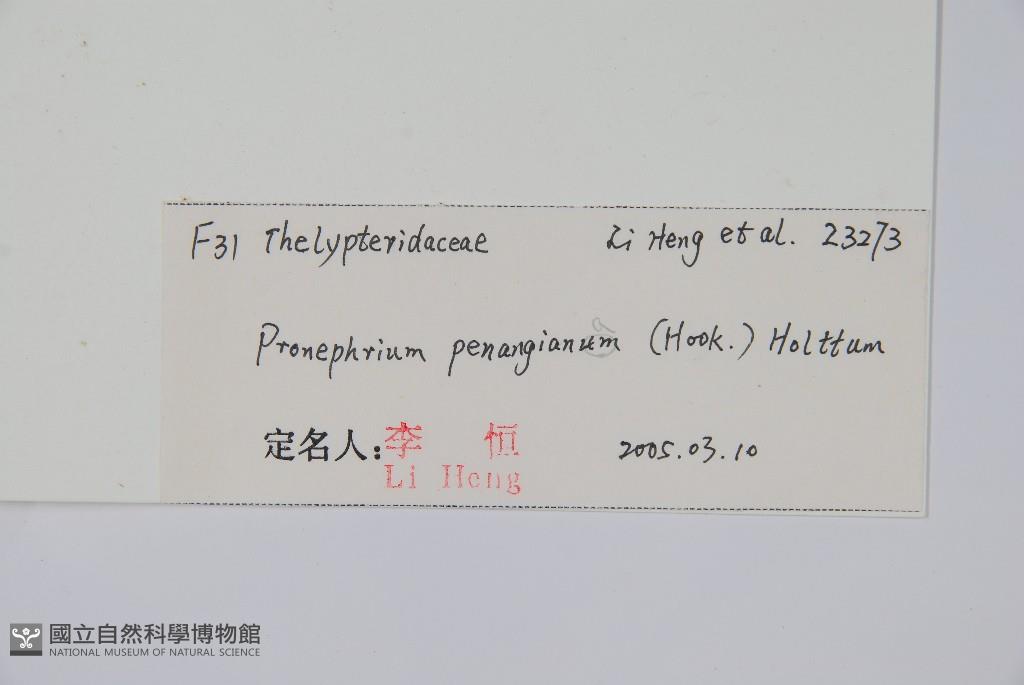 F31 Thelypteridaceae Li Heng et al. 23273
Pronephrium penangianum (Hook.) Holttum
定名人:李 恒 2005.03.10
Li Heng
國立自然科學博物館
NATIONAL MUSEUM OF NATURAL SCIENCE